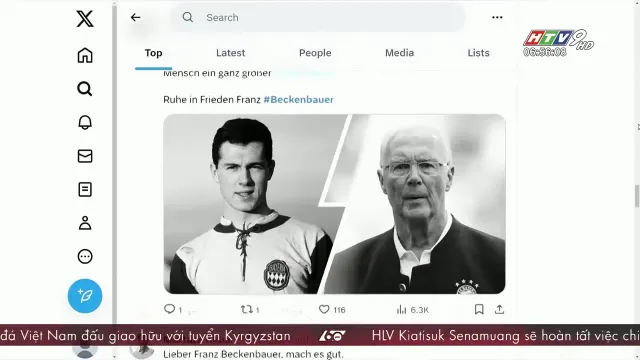 Search
HTV9 HD
06:56:08
Top
Latest
People
Media
Lists
Mensch ein ganz großer
Ruhe in Frieden Franz #Beckenbauer
1
1
116
6.3K
đá Việt Nam đấu giao hữu với tuyển Kyrgyzstan
HLV Kiatisuk Senamuang sẽ hoàn tất việc chi
Lieber Franz Beckenbauer, mach es gut.